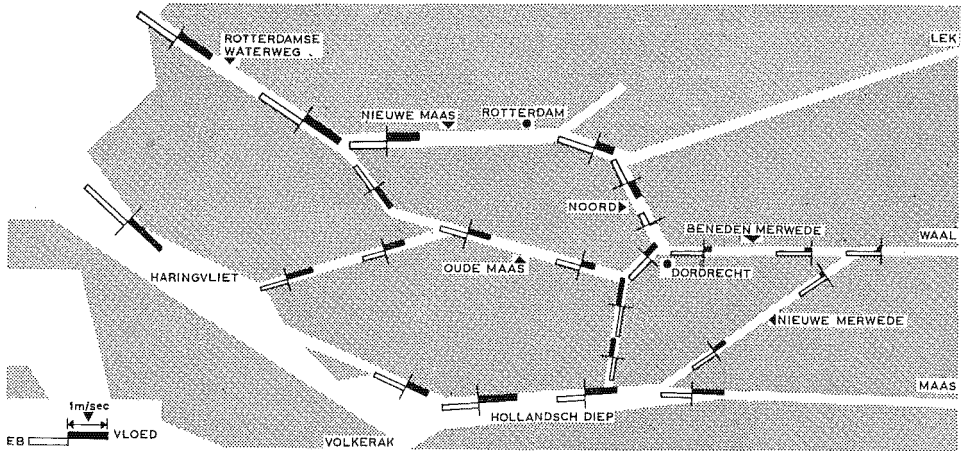 ROTTERDAMSE
WATERWEG
LEK
NIEUWE MAAS
ROTTERDAM
NOORD
BENEDEN MERWEDE
WAAL
HARINGVLIET
OUDE MAAS
DORDRECHT
NIEUWE MERWEDE
MAAS
1m/sec
HOLLANDSCH DIEP
EB
VLOED
VOLKERAK